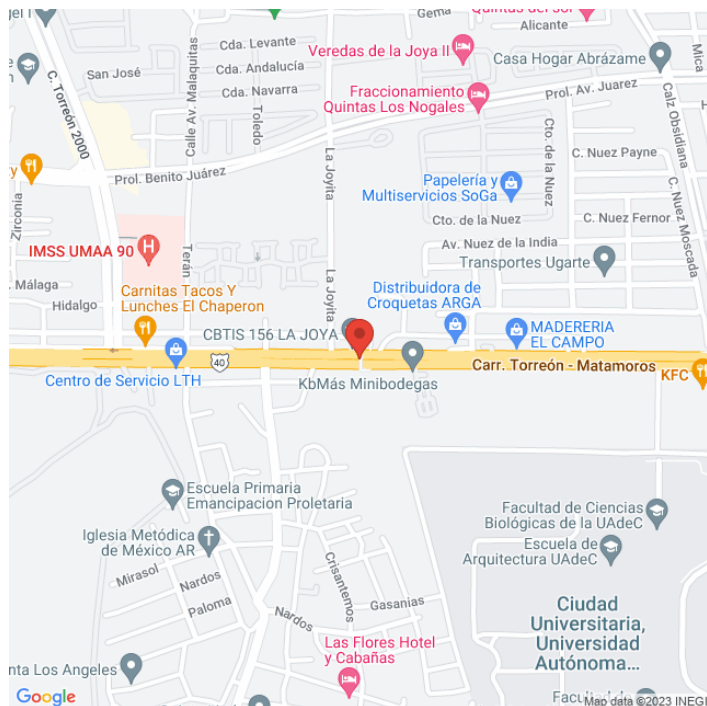 Gema
Quintas del Sol
Alicante
Cda. Levante
Veredas de la Joya II
Casa Hogar Abrázame
Mica
San José
Cda. Andalucía
Cda. Navarra
Fraccionamiento
Quintas Los Nogales
Prol. Av. Juarez
C. Torreón 2000
Calle Av. Malaquitas
Toledo
La Joyita
Cto. de la Nuez
Calz Obsidiana
C. Nuez Payne
Prol. Benito Juárez
Papelería y
Multiservicios SoGa
Zirconia
Cto. de la Nuez
C. Nuez Fernor
C. Nuez Moscada
IMSS UMAA 90
Terán
Av. Nuez de la India
Transportes Ugarte
Málaga
Hidalgo
Carnitas Tacos Y
Lunches El Chaperon
La Joyita
Distribuidora de
Croquetas ARGA
CBTIS 156 LA JOYA
MADERERIA
EL CAMPO
40
Centro de Servicio LTH
KbMás Minibodegas
Carr. Torreón - Matamoros
KFC
Escuela Primaria
Emancipacion Proletaria
Facultad de Ciencias
Biológicas de la UAdeC
Iglesia Metódica
de México AR
Escuela de
Arquitectura UAdeC
Mirasol
Nardos
Crisantemos
Paloma
Nardos
Gasanias
Ciudad
Universitaria,
Universidad
Autónoma...
Las Flores Hotel
y Cabañas
nta Los Angeles
Facultad de
Google
Map data ©2023 INEGI